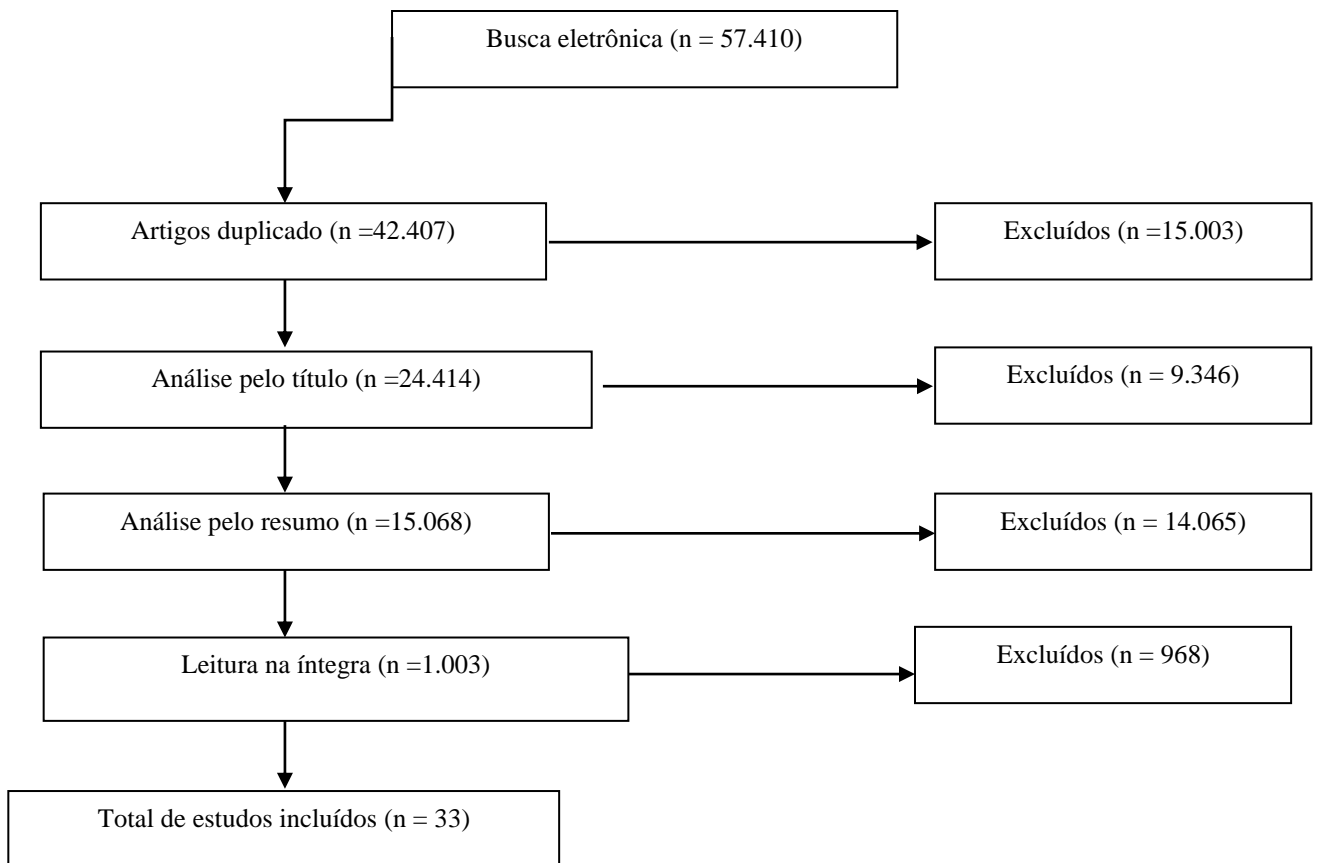 Busca eletrônica (n = 57.410)
Artigos duplicado (n =42.407)
Excluídos (n =15.003)
Análise pelo título (n =24.414)
Excluídos (n = 9.346)
Análise pelo resumo (n =15.068)
Excluídos (n = 14.065)
Leitura na íntegra (n =1.003)
Excluídos (n = 968)
Total de estudos incluídos (n = 33)